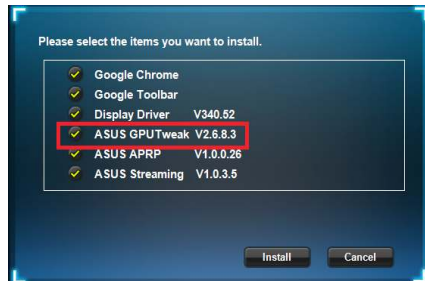 Please select the items you want to install.
Google Chrome
Google Toolbar
Display Driver V340.52
ASUS GPUTweak V2.6.8.3
ASUS APRP V1.0.0.26
ASUS Streaming V1.0.3.5
Install Cancel